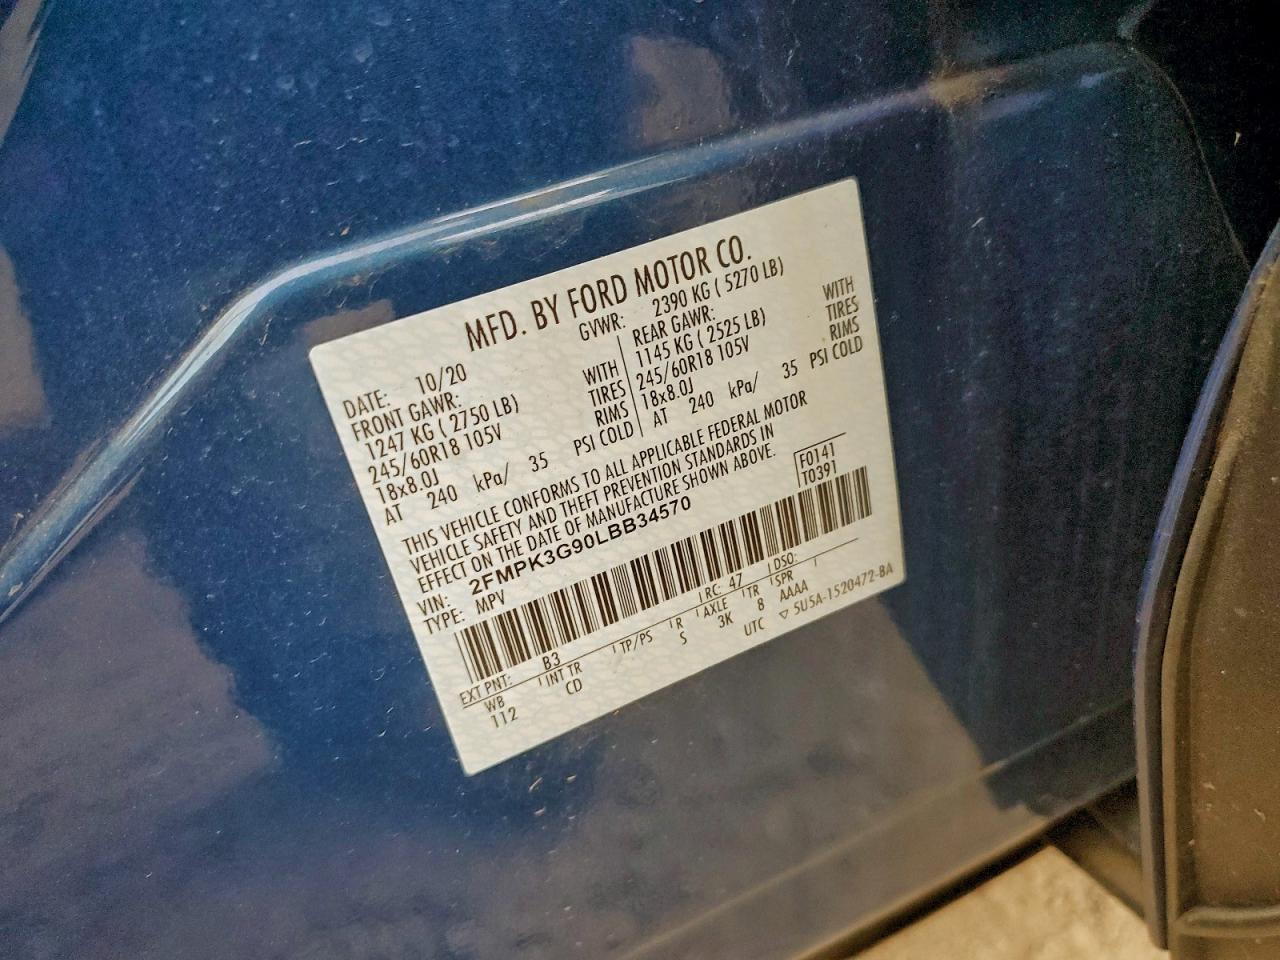 MFD. BY FORD MOTOR CO.
DATE: 10/20 GVWR: 2390 KG ( 5270 LB)
FRONT GAWR: REAR GAWR:
1247 KG ( 2750 LB) WITH 1145 KG ( 2525 LB) WITH
245/60R18 105V TIRES 245/60R18 105V TIRES
18x8.0J RIMS 18x8.0J RIMS
AT 240 kPa/ 35 PSI COLD AT 240 kPa/ 35 PSI COLD
THIS VEHICLE CONFORMS TO ALL APPLICABLE FEDERAL MOTOR
VEHICLE SAFETY AND THEFT PREVENTION STANDARDS IN
EFFECT ON THE DATE OF MANUFACTURE SHOWN ABOVE.
VIN: 2FMPK3G90LBB34570 F0141
TYPE: MPV T0391
EXT PNT: B3 RC: 47 DSO:
WB INT TR TP/PS R AXLE TR SPR
112 CD S 3K 8 AAAA
UTC ▽ 5U5A-1520472-BA